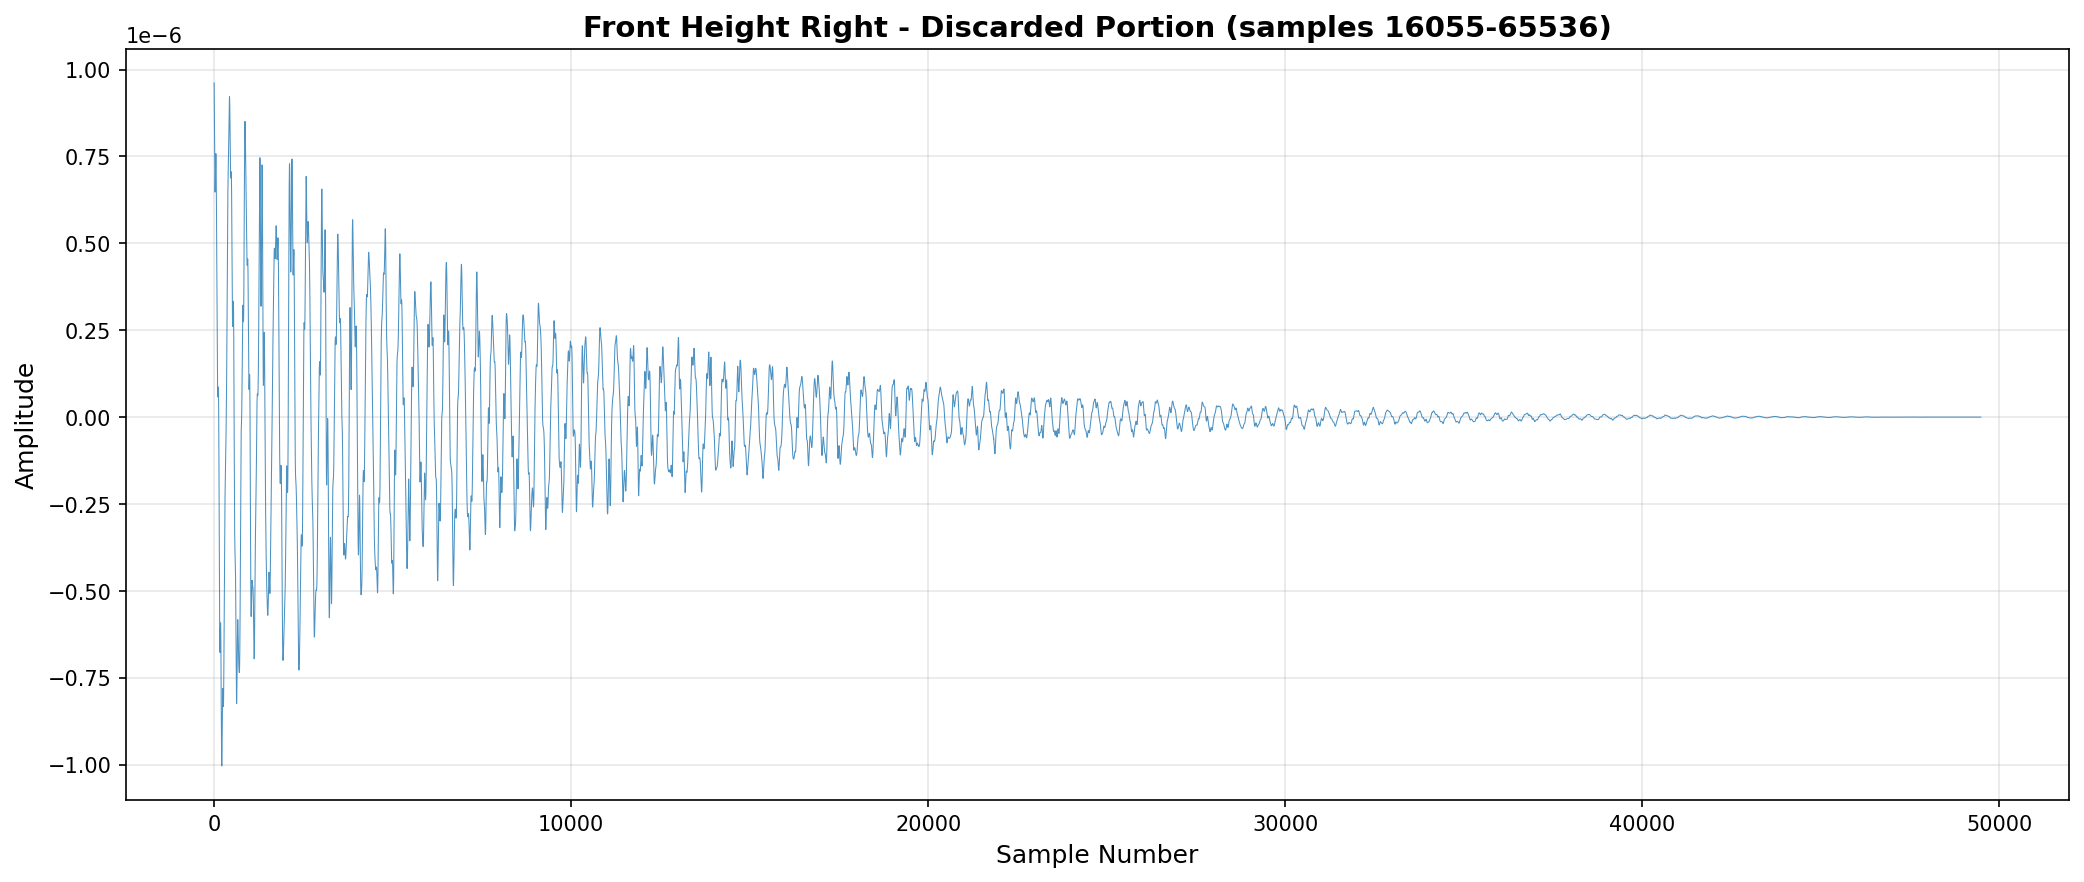 Front Height Right - Discarded Portion (samples 16055-65536)
1e−6
1.00
0.75
0.50
0.25
0.00
−0.25
−0.50
−0.75
−1.00
Amplitude
0 10000 20000 30000 40000 50000
Sample Number